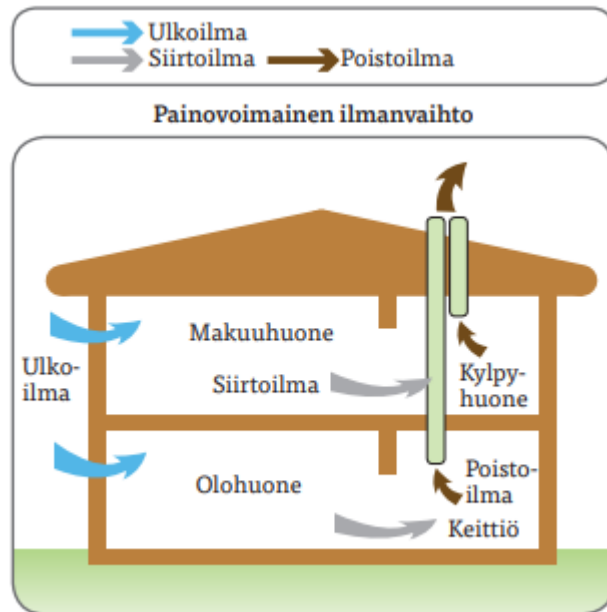 Ulkoilma
Siirtoilma
Poistoilma
Painovoimainen ilmanvaihto
Makuuhuone
Ulko-
ilma
Siirtoilma
Kylpy-
huone
Olohuone
Poisto-
ilma
Keittiö